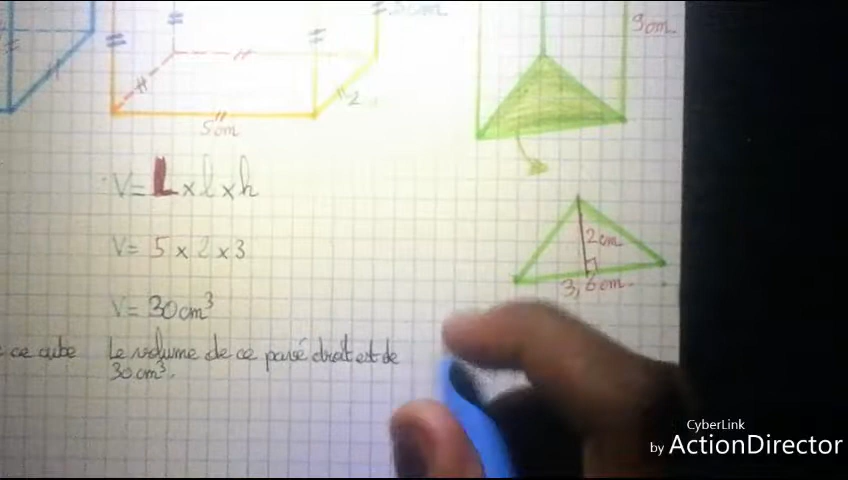 3cm
9cm
5cm
2
V= L x l x h
V= 5 x 2 x 3
V= 30cm³
ce cube
Le volume de ce pavé droit est de
30cm³.
2cm
3,6cm
CyberLink
by ActionDirector